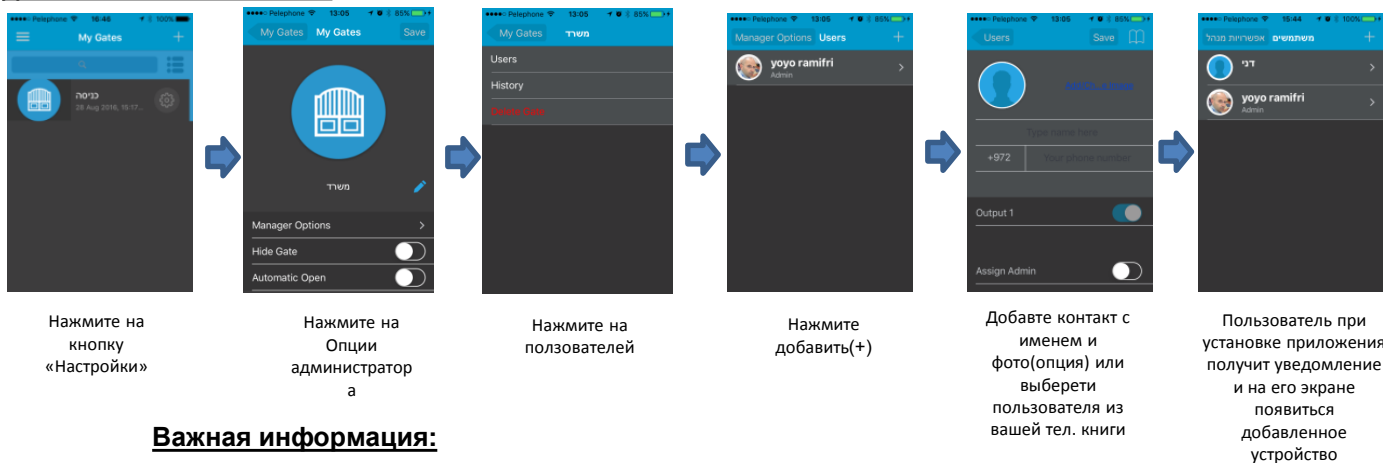 Pelephone 16:46 100%
My Gates +
כניסה
28 Aug 2016, 15:17...
Нажмите на
кнопку
«Настройки»
Pelephone 13:05 85%
My Gates My Gates Save
משרד
Manager Options >
Hide Gate
Automatic Open
Нажмите на
Опции
администратор
а
Pelephone 13:05 85%
My Gates משרד
Users
History
Delete Gate
Нажмите на
ползователей
Pelephone 13:05 85%
Manager Options Users +
yoyo ramifri
Admin
Нажмите
добавить(+)
Pelephone 13:05 85%
Users Save
Type name here
+972 Your phone number
Output 1
Assign Admin
Добавте контакт с
именем и
фото(опция) или
выберети
пользователя из
вашей тел. книги
Pelephone 15:44 100%
אפשרויות מנהל משתמשים +
דני
yoyo ramifri
Admin
Пользователь при
установке приложения
получит уведомление
и на его экране
появиться
добавленное
устройство
Важная информация: